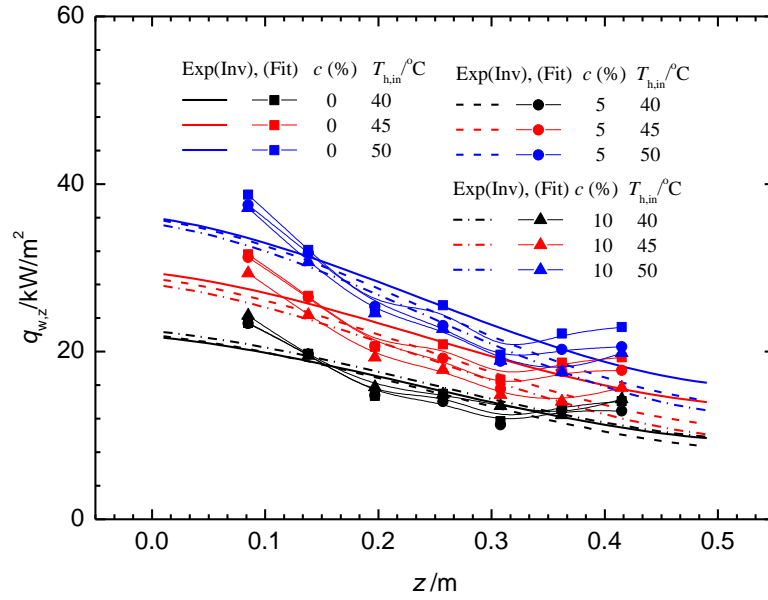 60
40
20
0
0.0 0.1 0.2 0.3 0.4 0.5
z /m
q_w,z/kW/m²
Exp(Inv), (Fit) c (%) T_h,in/°C
0 40
0 45
0 50
Exp(Inv), (Fit) c (%) T_h,in/°C
5 40
5 45
5 50
Exp(Inv), (Fit) c (%) T_h,in/°C
10 40
10 45
10 50